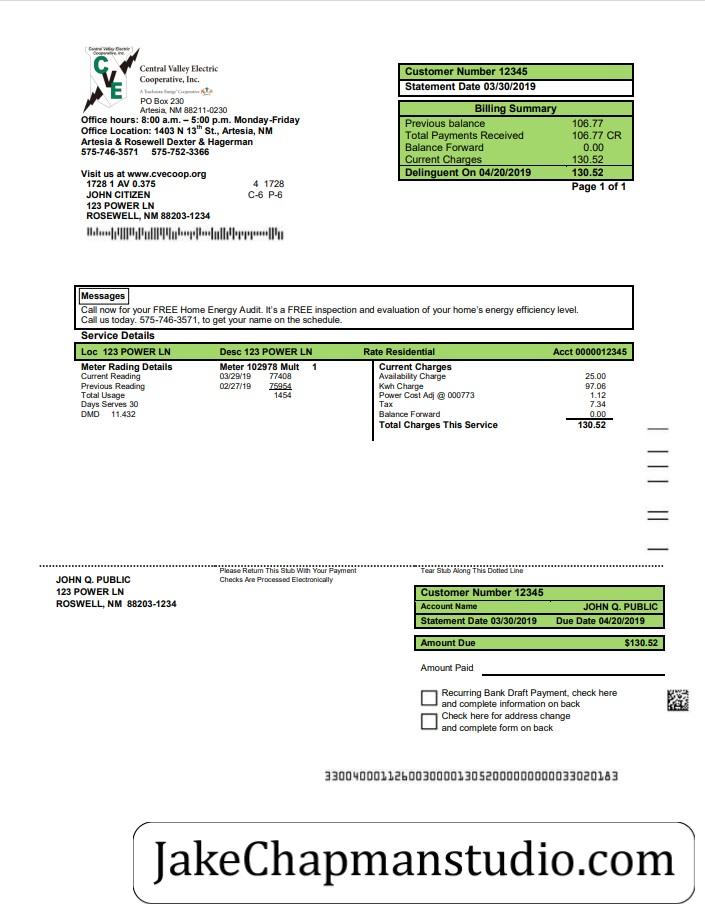 Central Valley Electric
Cooperative, Inc.
CVE
Central Valley Electric
Cooperative, Inc.
A Touchstone Energy® Cooperative
PO Box 230
Artesia, NM 88211-0230
Office hours: 8:00 a.m. – 5:00 p.m. Monday-Friday
Office Location: 1403 N 13th St., Artesia, NM
Artesia & Rosewell Dexter & Hagerman
575-746-3571 575-752-3366
Customer Number 12345
Statement Date 03/30/2019
Billing Summary
Previous balance 106.77
Total Payments Received 106.77 CR
Balance Forward 0.00
Current Charges 130.52
Delinguent On 04/20/2019 130.52
Page 1 of 1
Visit us at www.cvecoop.org
1728 1 AV 0.375 4 1728
JOHN CITIZEN C-6 P-6
123 POWER LN
ROSEWELL, NM 88203-1234
Messages
Call now for your FREE Home Energy Audit. It's a FREE inspection and evaluation of your home's energy efficiency level.
Call us today. 575-746-3571, to get your name on the schedule.
Service Details
Loc 123 POWER LN Desc 123 POWER LN Rate Residential Acct 0000012345
Meter Rading Details Meter 102978 Mult 1
Current Reading 03/29/19 77408
Previous Reading 02/27/19 75954
Total Usage 1454
Days Serves 30
DMD 11.432
Current Charges
Availability Charge 25.00
Kwh Charge 97.06
Power Cost Adj @ 000773 1.12
Tax 7.34
Balance Forward 0.00
Total Charges This Service 130.52
Please Return This Stub With Your Payment
Checks Are Processed Electronically
Tear Stub Along This Dotted Line
JOHN Q. PUBLIC
123 POWER LN
ROSWELL, NM 88203-1234
Customer Number 12345
Account Name JOHN Q. PUBLIC
Statement Date 03/30/2019 Due Date 04/20/2019
Amount Due $130.52
Amount Paid
Recurring Bank Draft Payment, check here
and complete information on back
Check here for address change
and complete form on back
330040001126003000013052000000000033020183
JakeChapmanstudio.com